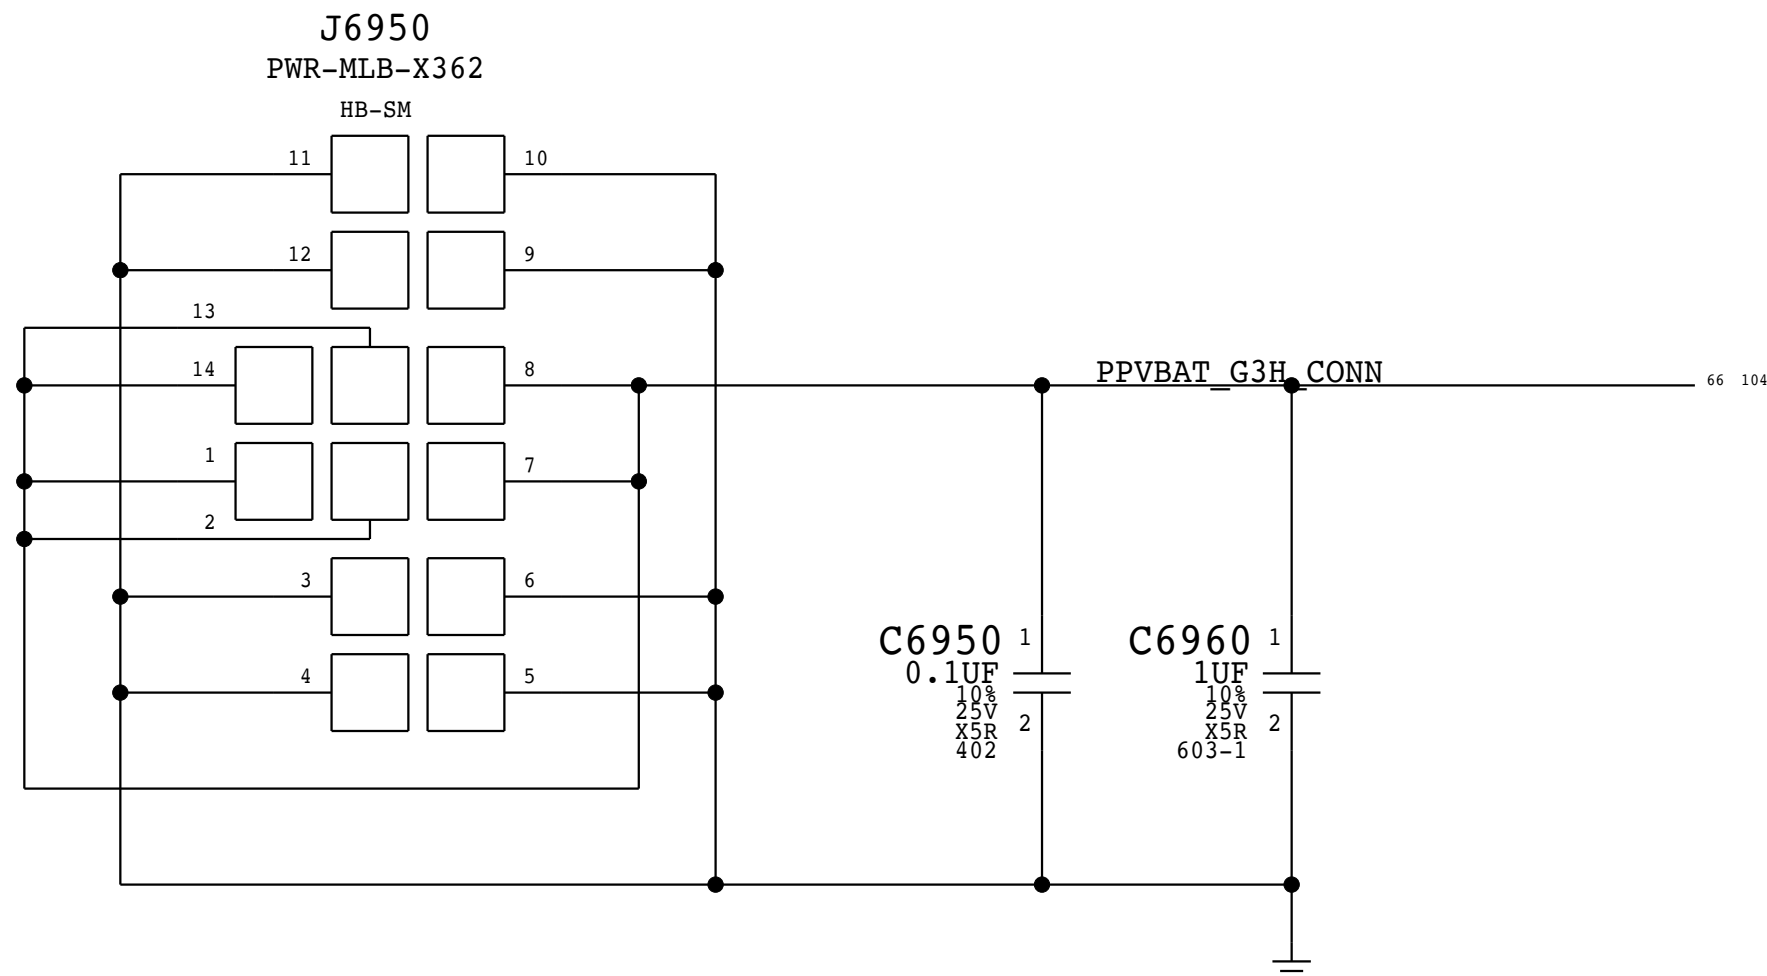 J6950
PWR-MLB-X362
HB-SM
11
10
12
9
13
14
8
1
7
2
3
6
4
5
PPVBAT_G3H_CONN
66 104
C6950 1
0.1UF
10%
25V
X5R
402
2
C6960 1
1UF
10%
25V
X5R
603-1
2